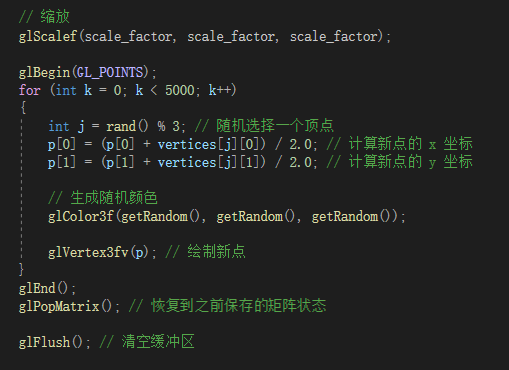 // 缩放
glScalef(scale_factor, scale_factor, scale_factor);
glBegin(GL_POINTS);
for (int k = 0; k < 5000; k++)
{
int j = rand() % 3; // 随机选择一个顶点
p[0] = (p[0] + vertices[j][0]) / 2.0; // 计算新点的 x 坐标
p[1] = (p[1] + vertices[j][1]) / 2.0; // 计算新点的 y 坐标
// 生成随机颜色
glColor3f(getRandom(), getRandom(), getRandom());
glVertex3fv(p); // 绘制新点
}
glEnd();
glPopMatrix(); // 恢复到之前保存的矩阵状态
glFlush(); // 清空缓冲区